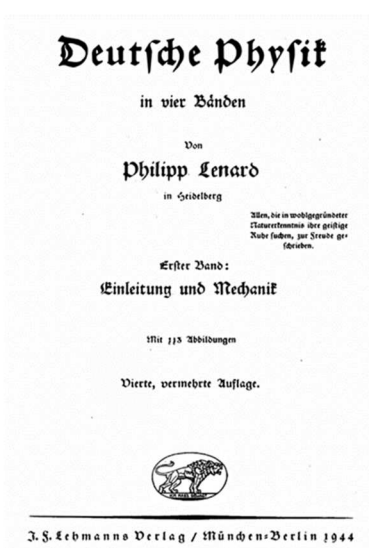 Deutsche Physik
in vier Bänden
Von
Philipp Lenard
in Heidelberg
Allen, die in wohlgegründeter
Naturerkenntnis ihre geistige
Ruhe suchen, zur Freude ge-
schrieben.
Erster Band:
Einleitung und Mechanik
Mit 113 Abbildungen
Vierte, vermehrte Auflage.
J. F. Lehmanns Verlag / München-Berlin 1944